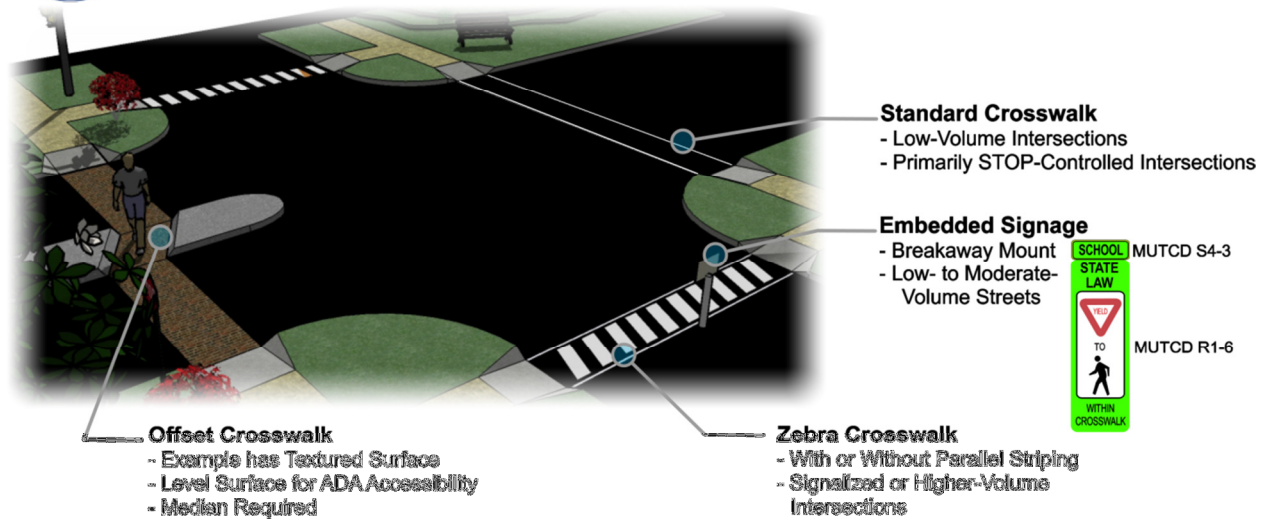 Standard Crosswalk
- Low-Volume Intersections
- Primarily STOP-Controlled Intersections
Embedded Signage
- Breakaway Mount
- Low- to Moderate-
Volume Streets
SCHOOL
MUTCD S4-3
STATE
LAW
YIELD
TO
MUTCD R1-6
WITHIN
CROSSWALK
Offset Crosswalk
- Example has Textured Surface
- Level Surface for ADA Accessibility
- Median Required
Zebra Crosswalk
- With or Without Parallel Striping
- Signalized or Higher-Volume
Intersections